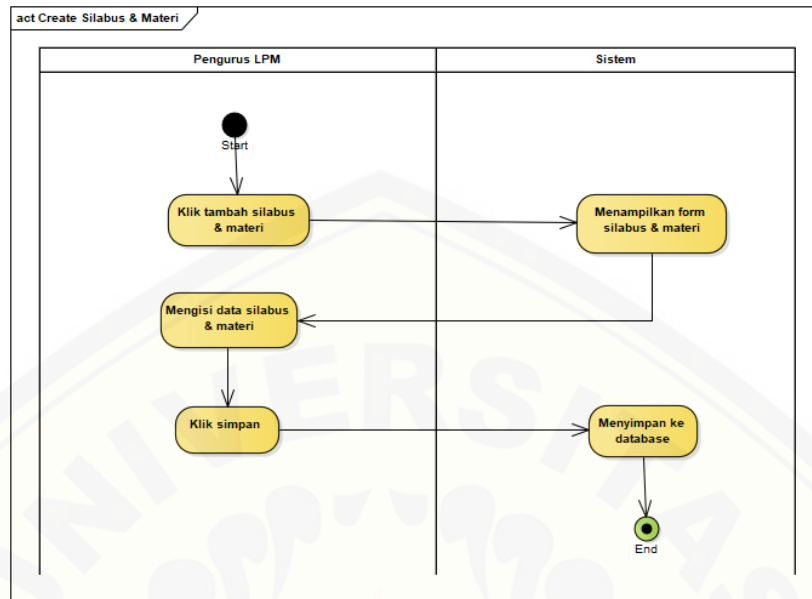 act Create Silabus & Materi
Pengurus LPM
Sistem
Start
Klik tambah silabus
& materi
Menampilkan form
silabus & materi
Mengisi data silabus
& materi
Klik simpan
Menyimpan ke
database
End
UNIVERSITAS